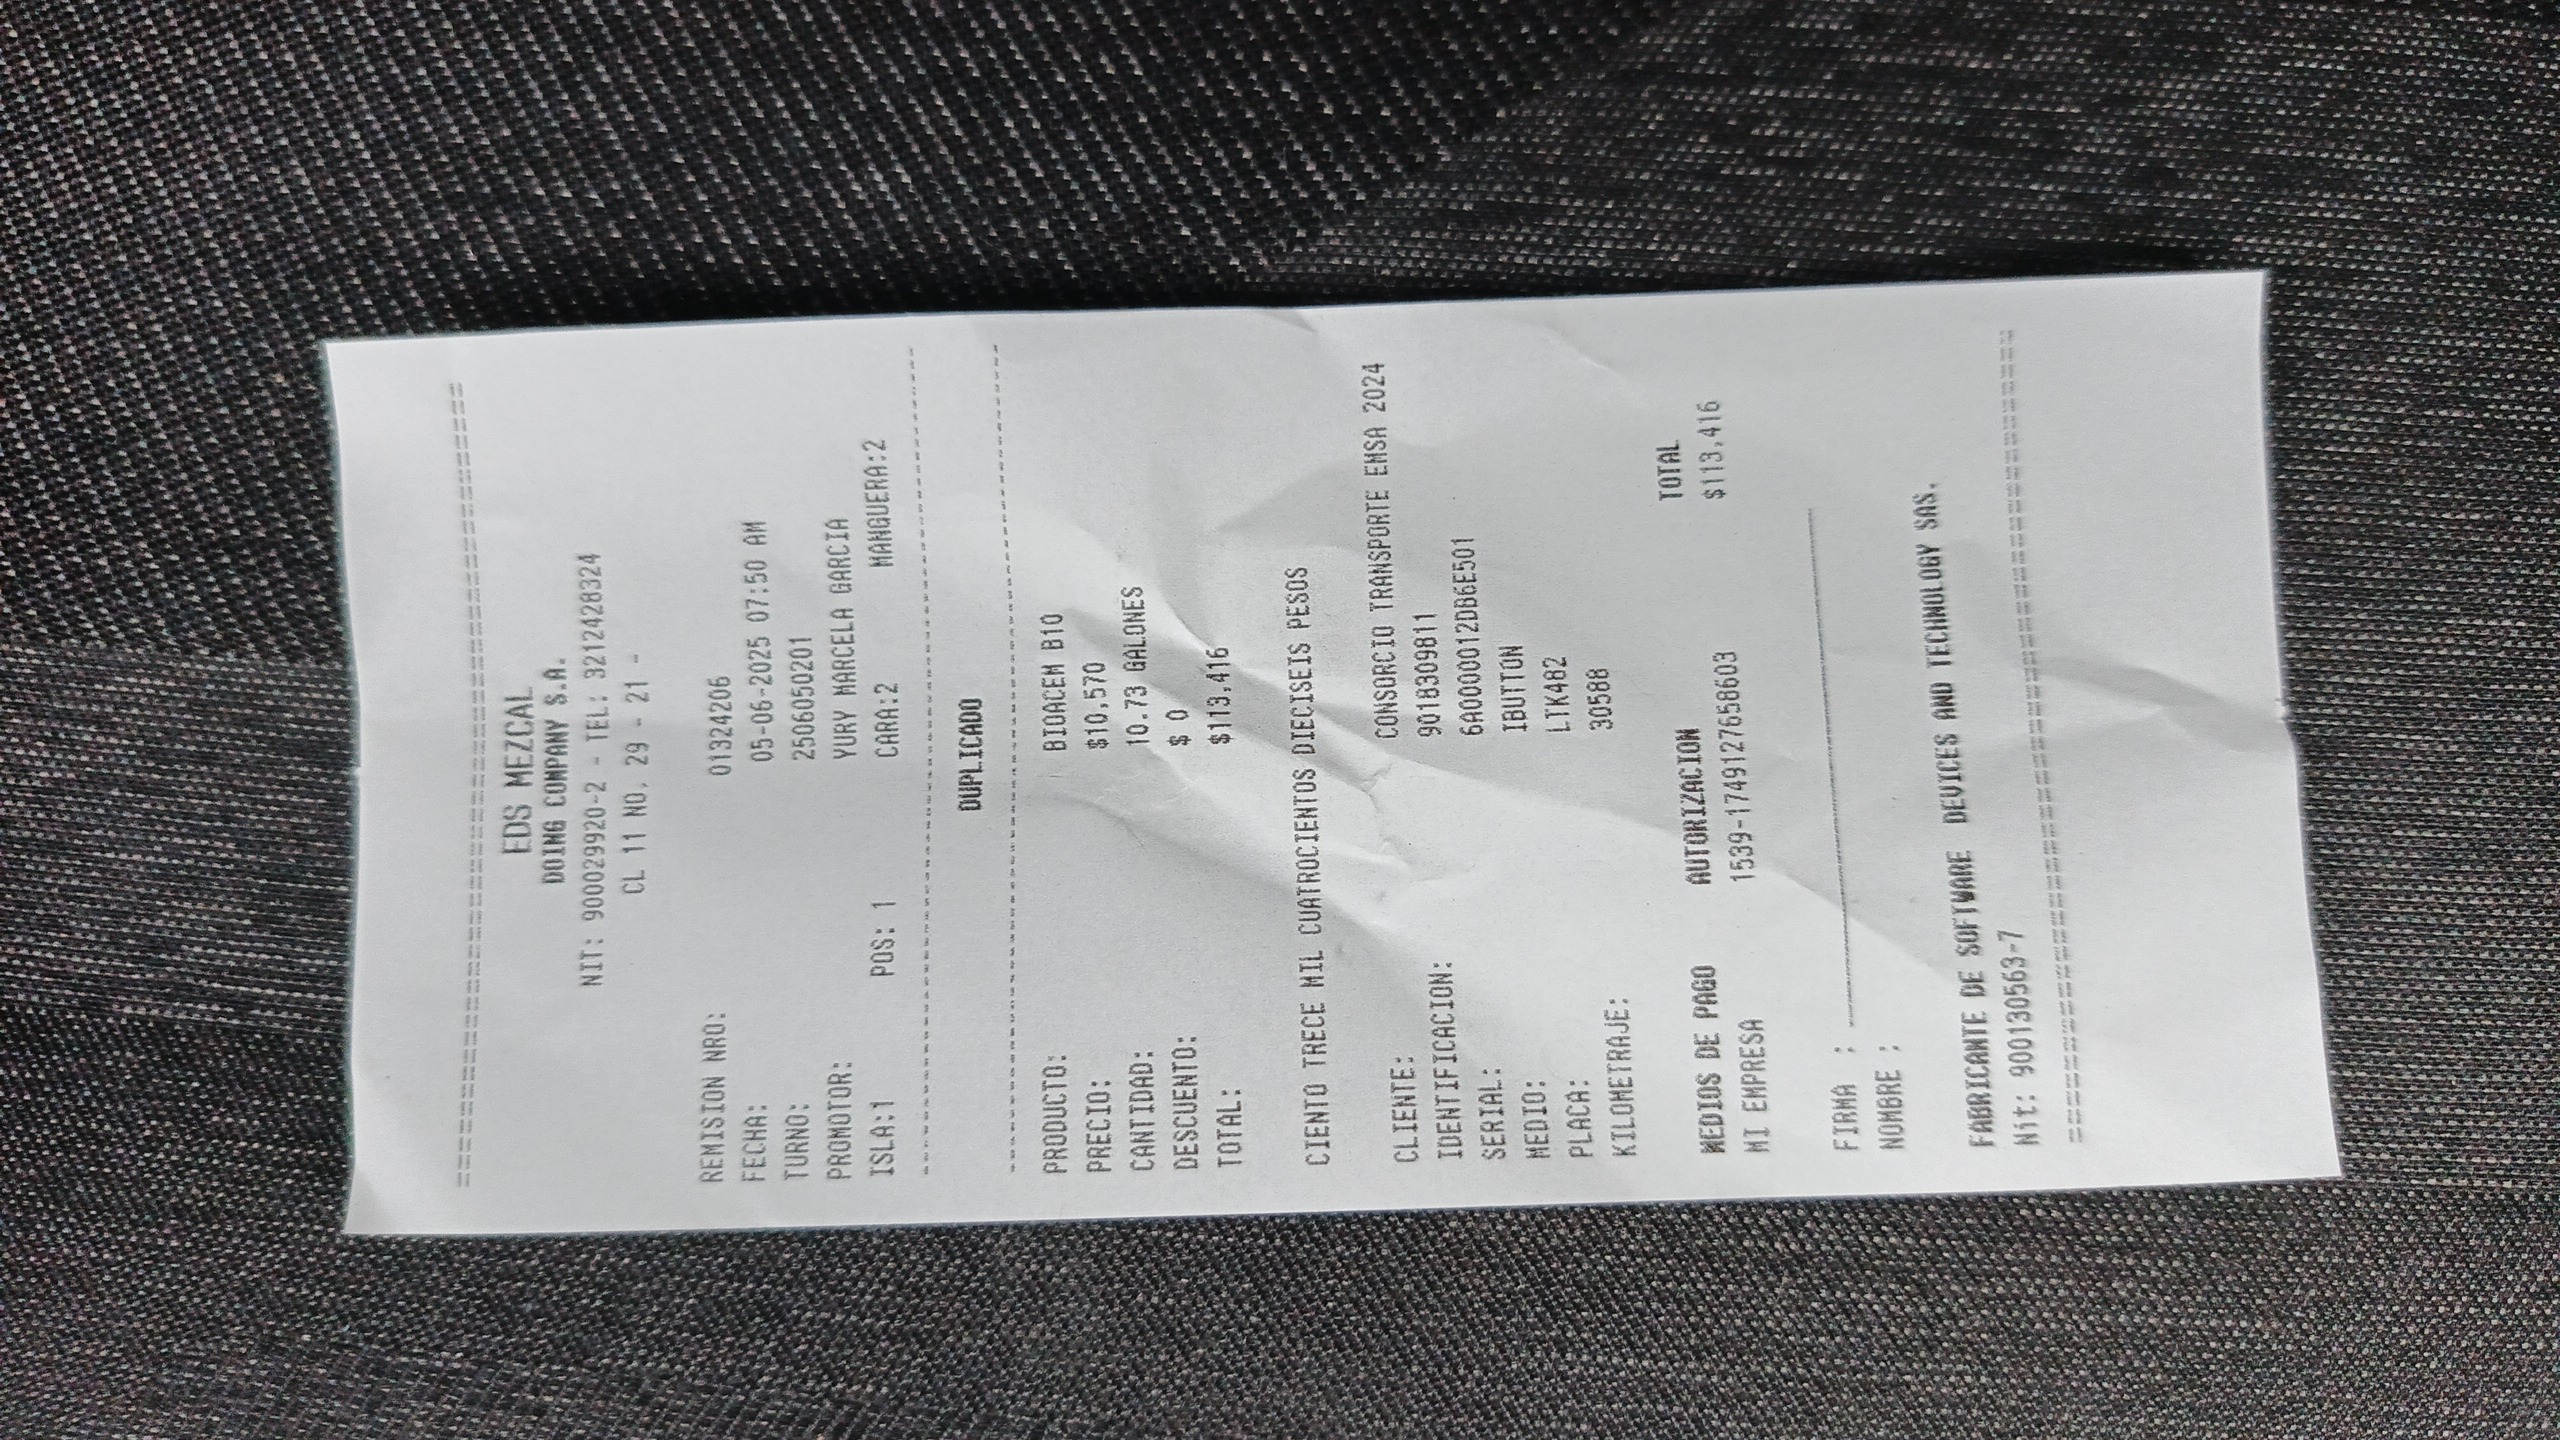 ================================================
EDS MEZCAL
DOING COMPANY S.A.
NIT: 900029920-2 - TEL: 3212428324
CL 11 NO. 29 - 21 -
REMISION NRO: 01324206
FECHA: 05-06-2025 07:50 AM
TURNO: 250605020​1
PROMOTOR: YURY MARCELA GARCIA
ISLA:1 POS: 1 CARA:2 MANGUERA:2
------------------------------------------------
DUPLICADO
------------------------------------------------
PRODUCTO: BIOACEM B10
PRECIO: $10,570
CANTIDAD: 10.73 GALONES
DESCUENTO: $ 0
TOTAL: $113,416
CIENTO TRECE MIL CUATROCIENTOS DIECISEIS PESOS
CLIENTE: CONSORCIO TRANSPORTE EMSA 2024
IDENTIFICACION: 9018309811
SERIAL: 6A0000012DB6E501
MEDIO: IBUTTON
PLACA: LTK482
KILOMETRAJE: 30588
MEDIOS DE PAGO AUTORIZACION TOTAL
MI EMPRESA 1539-1749127658603 $113,416
FIRMA : ______________________________
NOMBRE :
FABRICANTE DE SOFTWARE DEVICES AND TECHNOLOGY SAS.
Nit: 900130563-7
================================================